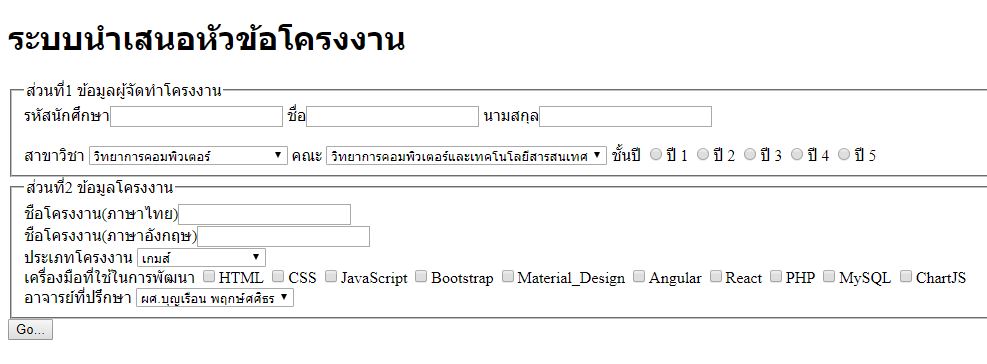 ระบบนำเสนอหัวข้อโครงงาน
ส่วนที่1 ข้อมูลผู้จัดทำโครงงาน
รหัสนักศึกษา ชื่อ นามสกุล
สาขาวิชา วิทยาการคอมพิวเตอร์ คณะ วิทยาการคอมพิวเตอร์และเทคโนโลยีสารสนเทศ ชั้นปี ปี 1 ปี 2 ปี 3 ปี 4 ปี 5
ส่วนที่2 ข้อมูลโครงงาน
ชื่อโครงงาน(ภาษาไทย)
ชื่อโครงงาน(ภาษาอังกฤษ)
ประเภทโครงงาน เกมส์
เครื่องมือที่ใช้ในการพัฒนา HTML CSS JavaScript Bootstrap Material_Design Angular React PHP MySQL ChartJS
อาจารย์ที่ปรึกษา ผศ.บุญเรือน พฤกษ์ศศิธร
Go...